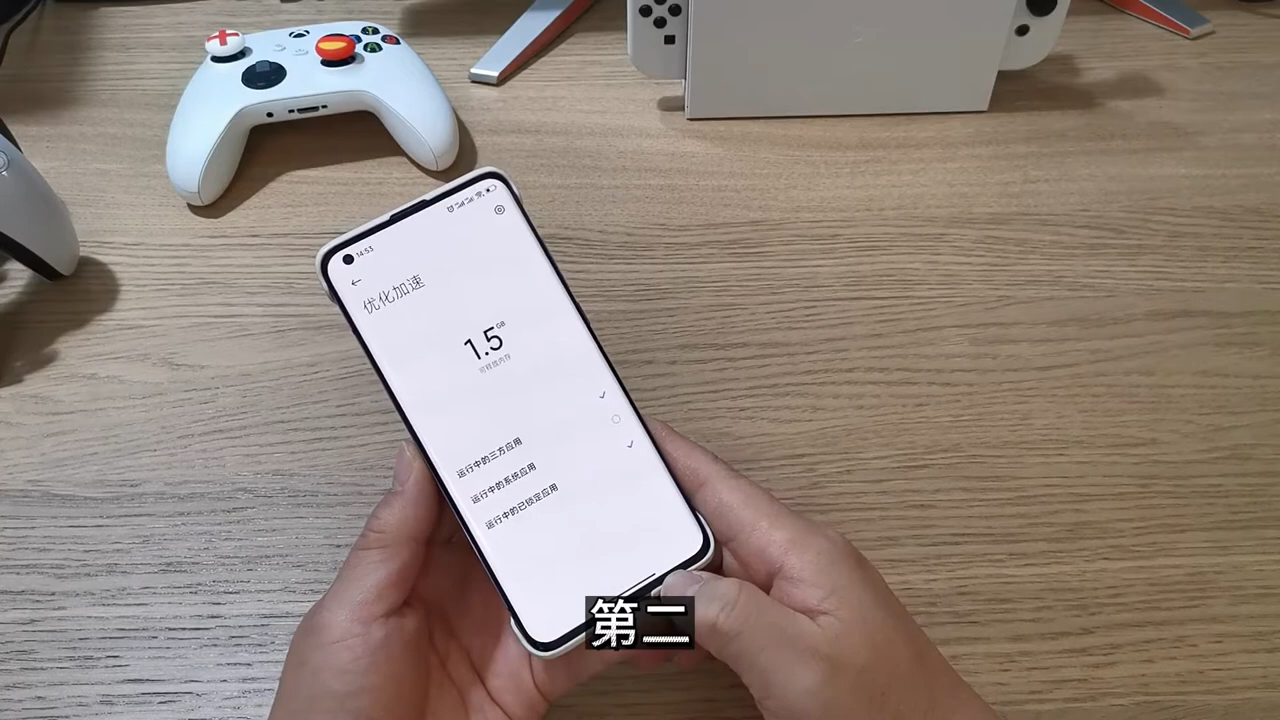 14:53
优化加速
1.5GB
可释放内存
运行中的三方应用
运行中的系统应用
运行中的已锁定应用
第二